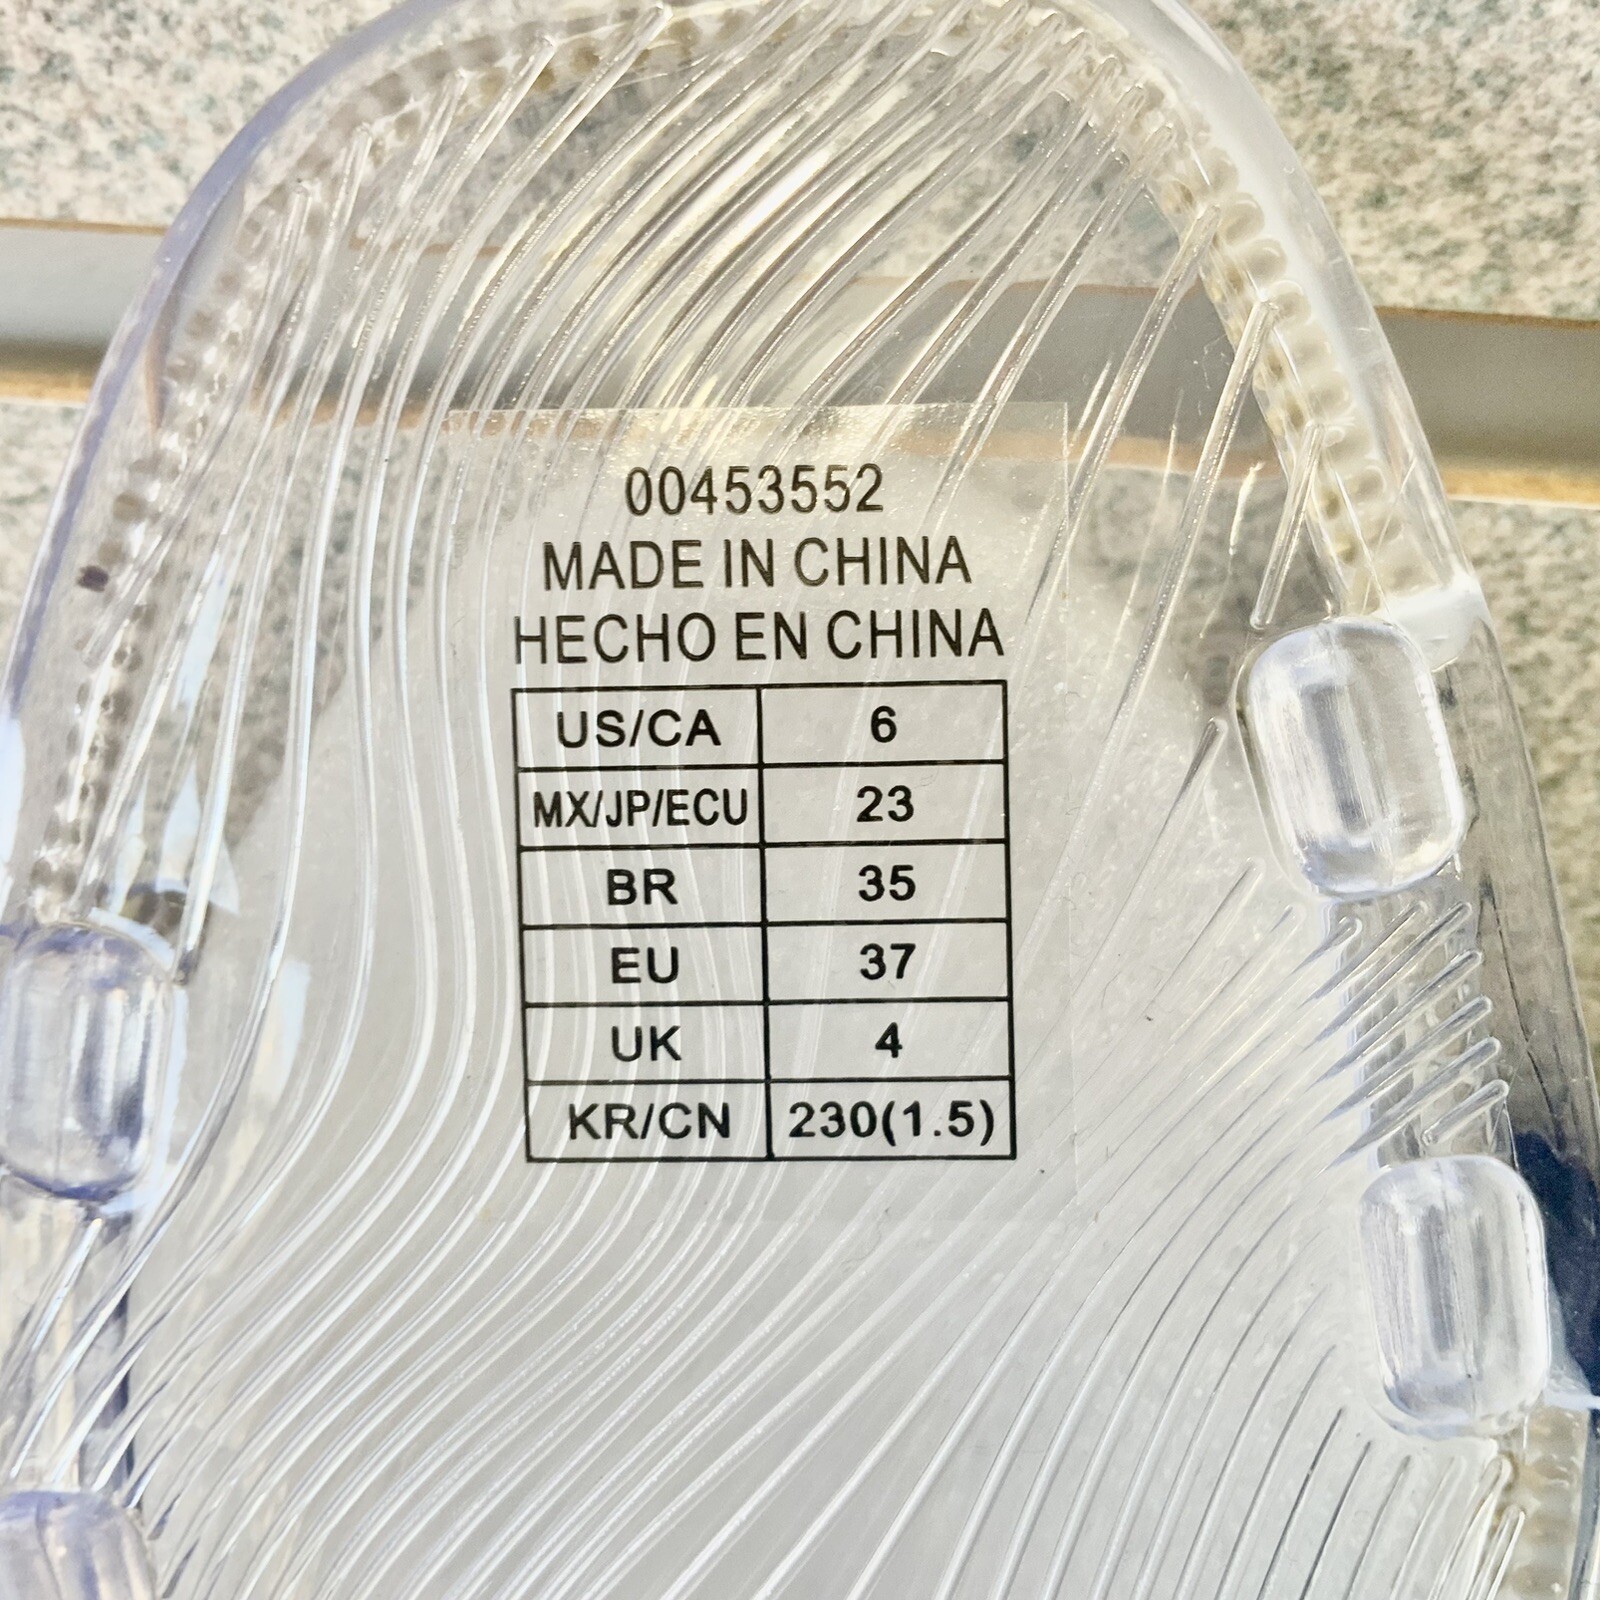 00453552
MADE IN CHINA
HECHO EN CHINA
US/CA 6
MX/JP/ECU 23
BR 35
EU 37
UK 4
KR/CN 230(1.5)